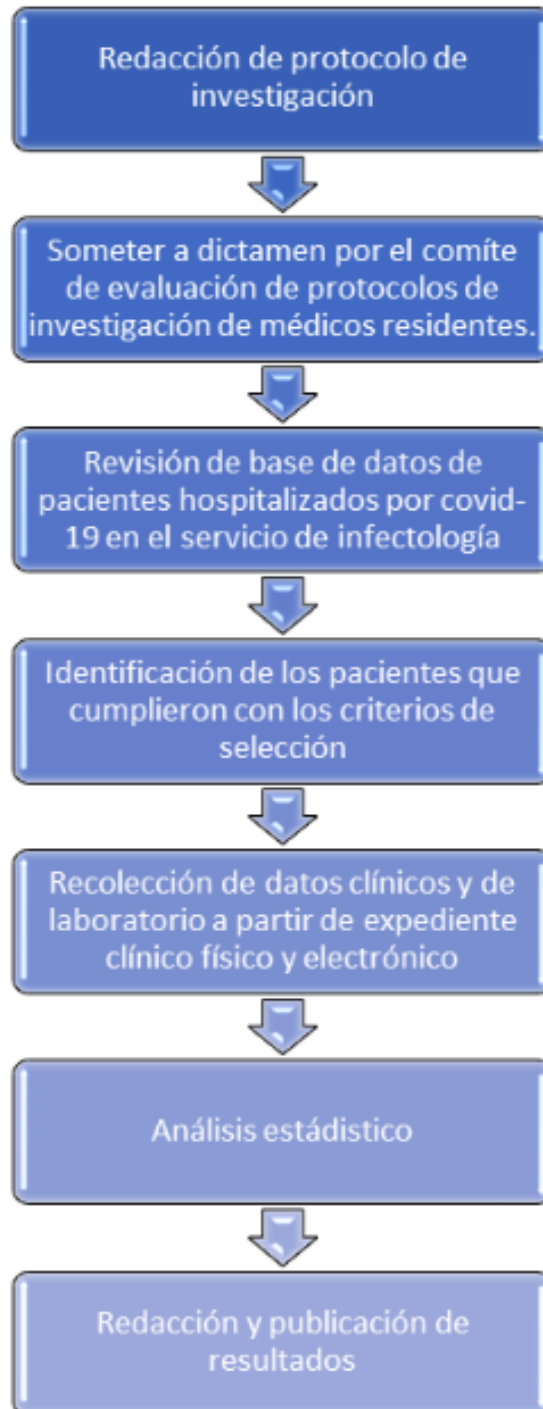 Redacción de protocolo de
investigación
Someter a dictamen por el comíte
de evaluación de protocolos de
investigación de médicos residentes.
Revisión de base de datos de
pacientes hospitalizados por covid-
19 en el servicio de infectología
Identificación de los pacientes que
cumplieron con los criterios de
selección
Recolección de datos clínicos y de
laboratorio a partir de expediente
clínico físico y electrónico
Análisis estádistico
Redacción y publicación de
resultados